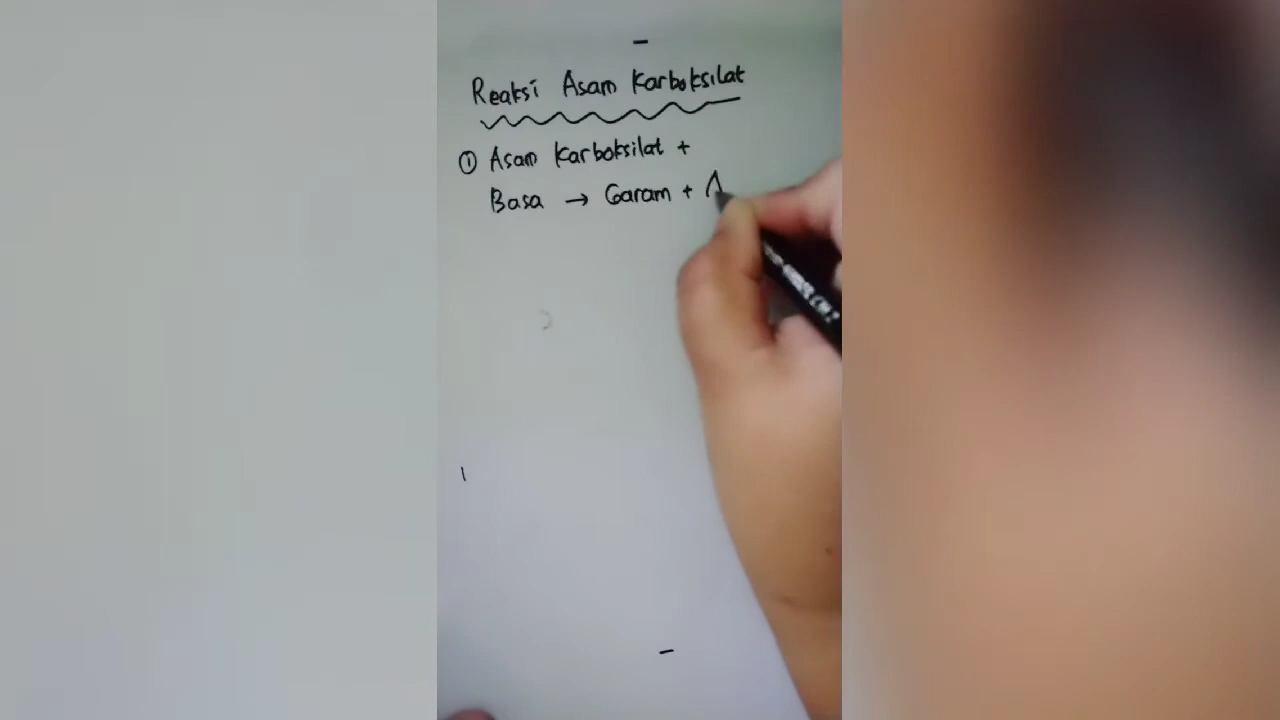 Reaksi Asam Karboksilat
① Asam Karboksilat +
Basa → Garam + A